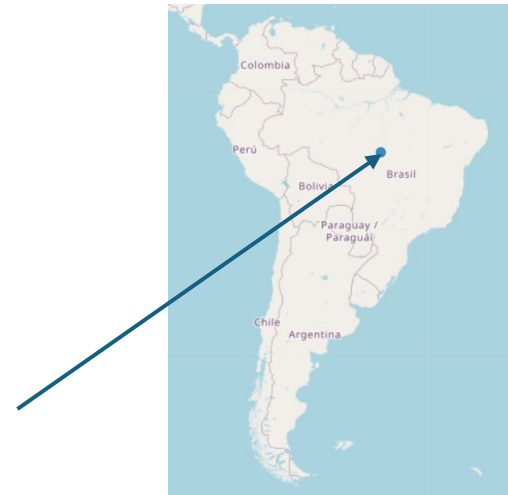 Colombia
Perú
Brasil
Bolivia
Paraguay /
Paraguái
Chile
Argentina